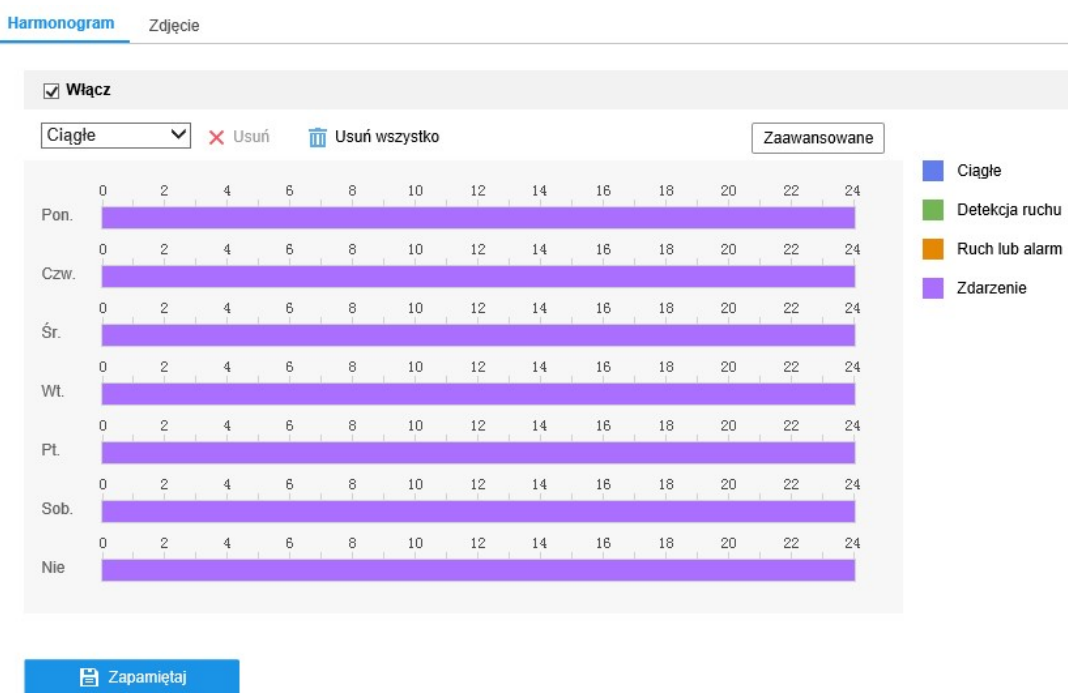 Harmonogram Zdjęcie
Włącz
Ciągłe Usuń Usuń wszystko Zaawansowane
Ciągłe
Detekcja ruchu
Ruch lub alarm
Zdarzenie
0 2 4 6 8 10 12 14 16 18 20 22 24
Pon.
0 2 4 6 8 10 12 14 16 18 20 22 24
Czw.
0 2 4 6 8 10 12 14 16 18 20 22 24
Śr.
0 2 4 6 8 10 12 14 16 18 20 22 24
Wt.
0 2 4 6 8 10 12 14 16 18 20 22 24
Pt.
0 2 4 6 8 10 12 14 16 18 20 22 24
Sob.
0 2 4 6 8 10 12 14 16 18 20 22 24
Nie
Zapamiętaj